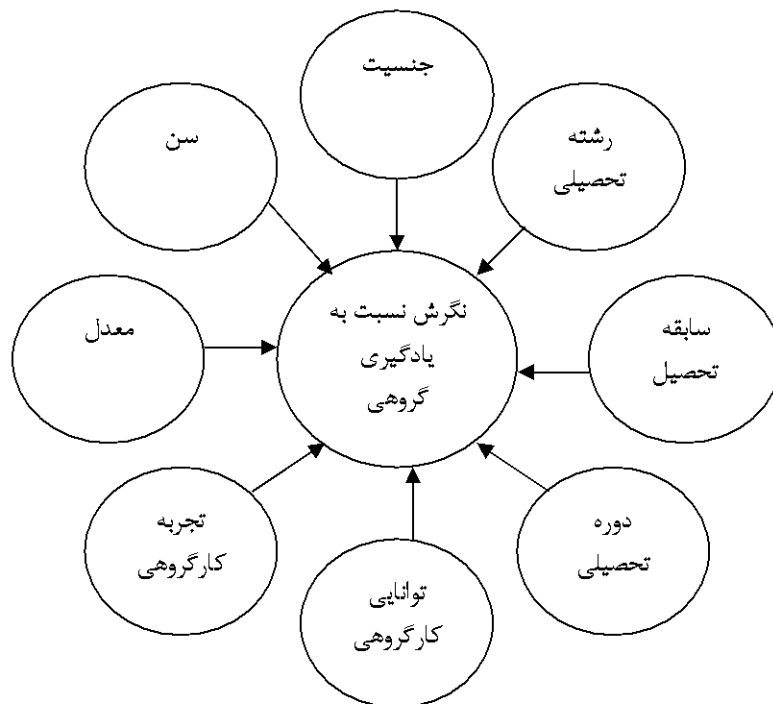 جنسیت
رشته
تحصیلی
سن
نگرش نسبت به
یادگیری
گروهی
سابقه
تحصیل
معدل
دوره
تحصیلی
تجربه
کارگروهی
توانایی
کارگروهی